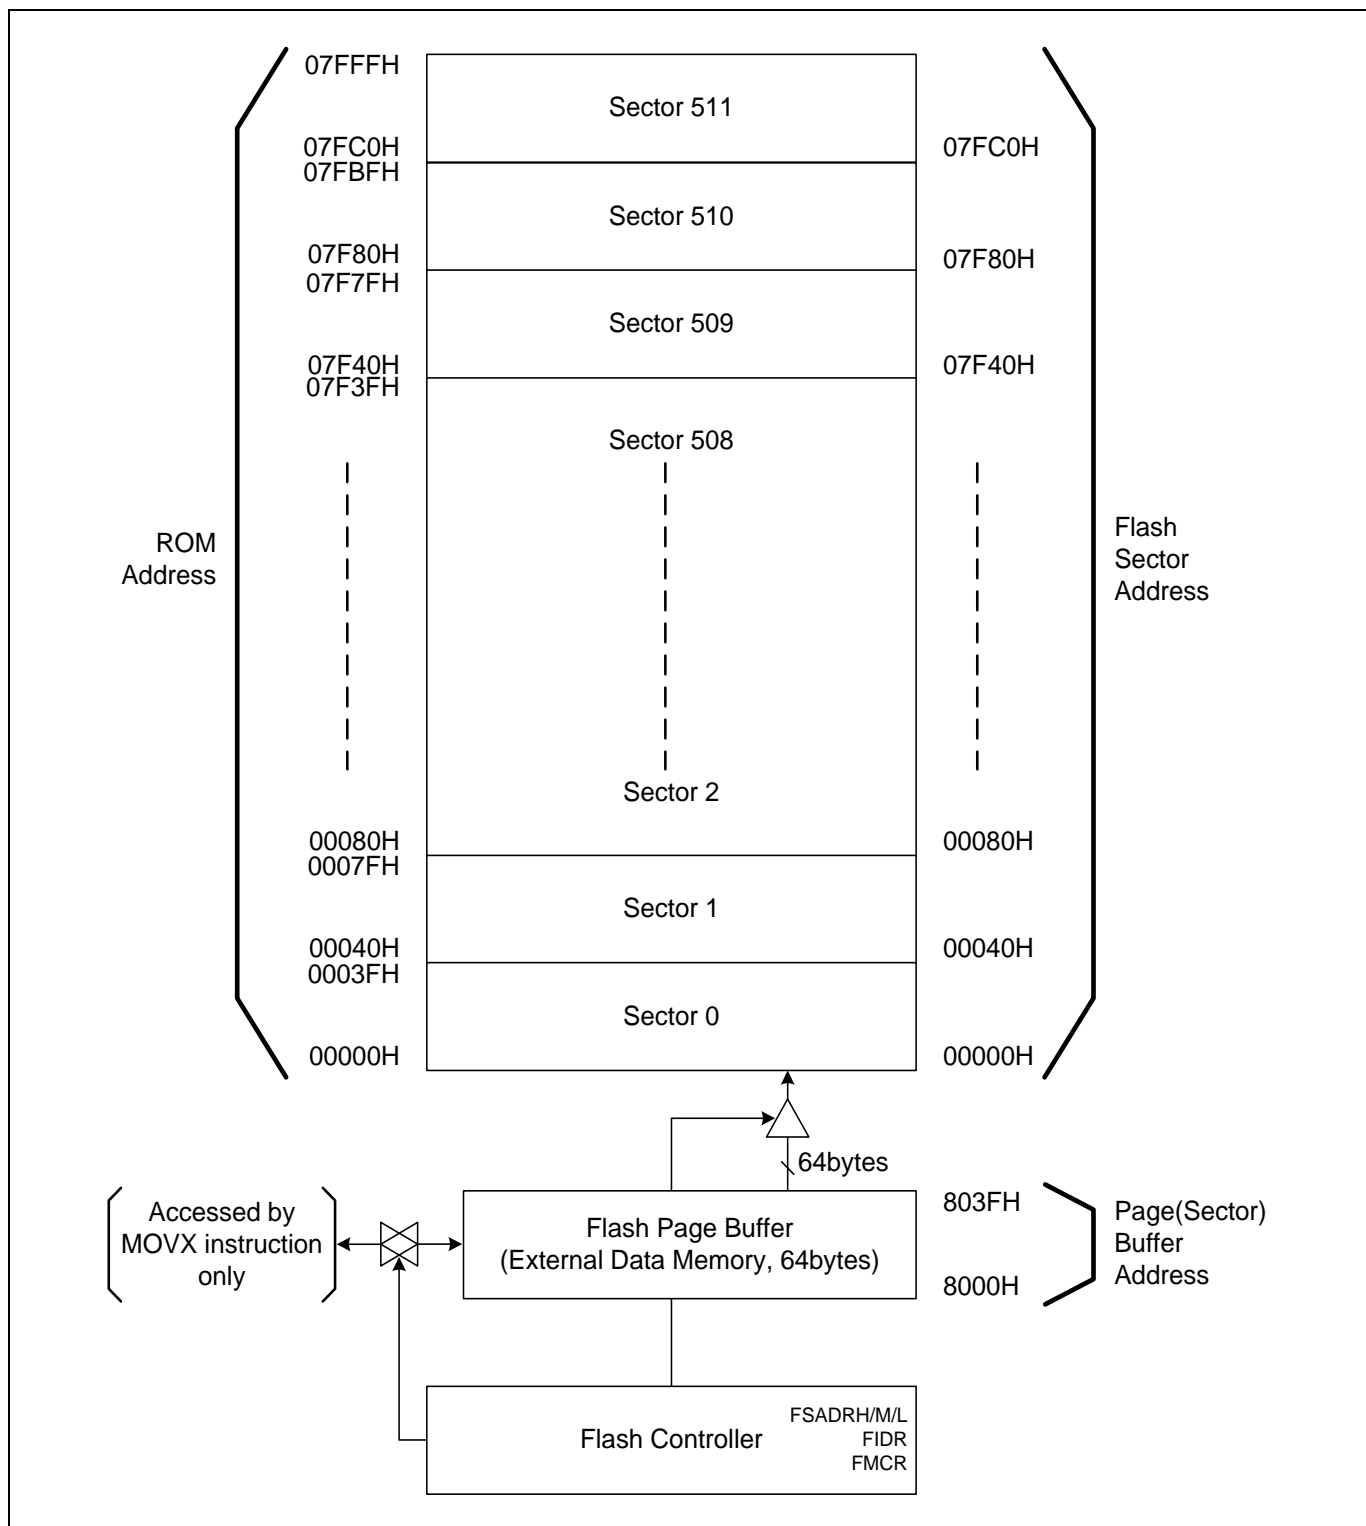 07FFFH
Sector 511
07FC0H
07FC0H
07FBFH
Sector 510
07F80H
07F80H
07F7FH
Sector 509
07F40H
07F40H
07F3FH
Sector 508
ROM
Address
Flash
Sector
Address
Sector 2
00080H
00080H
0007FH
Sector 1
00040H
00040H
0003FH
Sector 0
00000H
00000H
64bytes
Accessed by
MOVX instruction
only
Flash Page Buffer
(External Data Memory, 64bytes)
803FH
8000H
Page(Sector)
Buffer
Address
Flash Controller
FSADRH/M/L
FIDR
FMCR